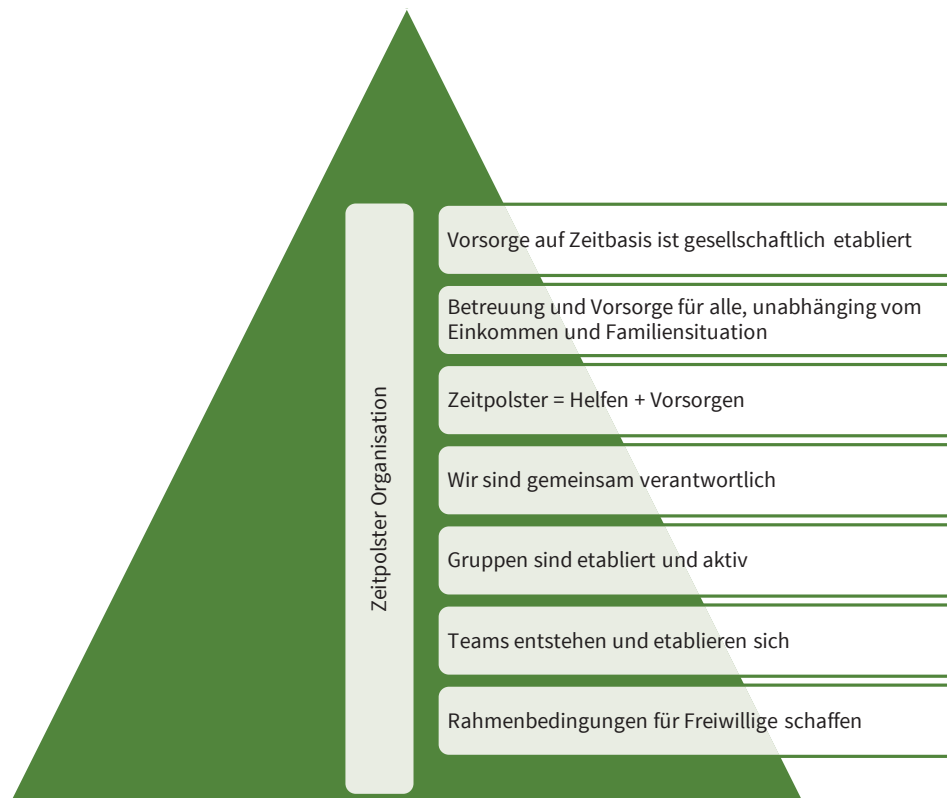 Zeitpolster Organisation
Vorsorge auf Zeitbasis ist gesellschaftlich etabliert
Betreuung und Vorsorge für alle, unabhänging vom
Einkommen und Familiensituation
Zeitpolster = Helfen + Vorsorgen
Wir sind gemeinsam verantwortlich
Gruppen sind etabliert und aktiv
Teams entstehen und etablieren sich
Rahmenbedingungen für Freiwillige schaffen